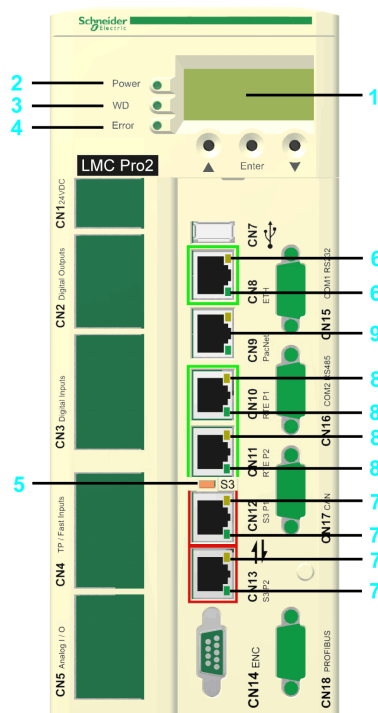 Schneider
Electric
2 Power
3 WD
4 Error
1
Enter
LMC Pro2
CN1 24VDC
CN2 Digital Outputs
CN3 Digital Inputs
CN4 TP / Fast Inputs
CN5 Analog I / O
CN7
CN8 ETH
6
6
CN9 PacNet
9
CN10 RTE P1
8
8
CN11 RTE P2
8
8
5 S3
CN12 S3 P1
7
7
CN13 S3 P2
7
7
CN14 ENC
CN15 COM1 RS232
CN16 COM2 RS485
CN17 CAN
CN18 PROFIBUS